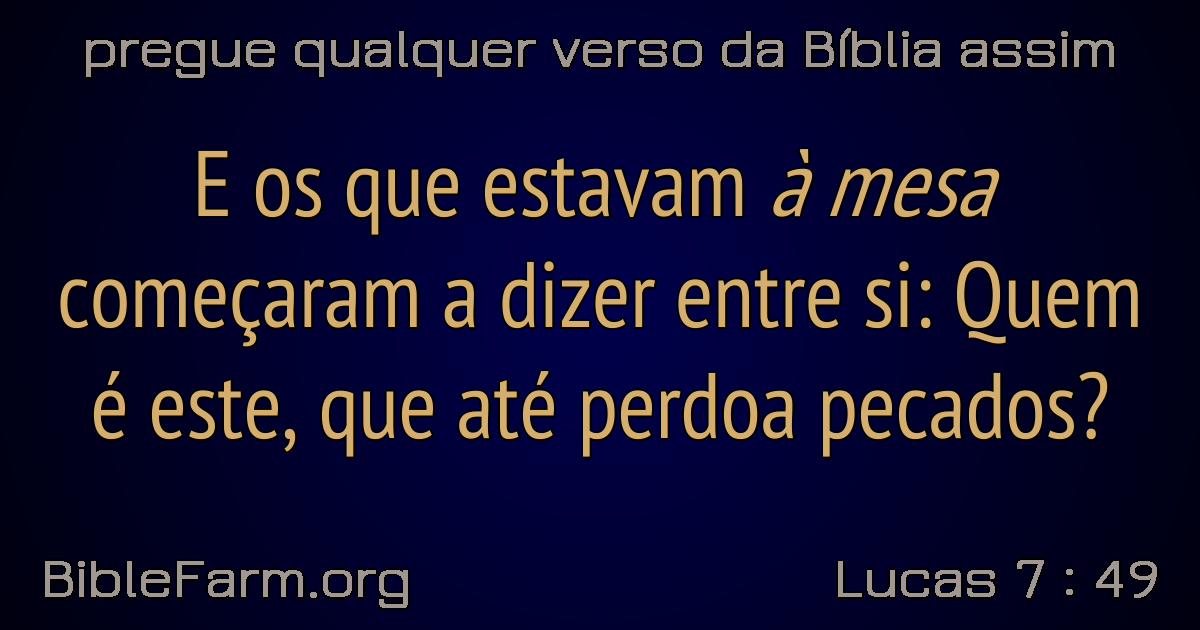 pregue qualquer verso da Bíblia assim
E os que estavam à mesa
começaram a dizer entre si: Quem
é este, que até perdoa pecados?
BibleFarm.org
Lucas 7 : 49